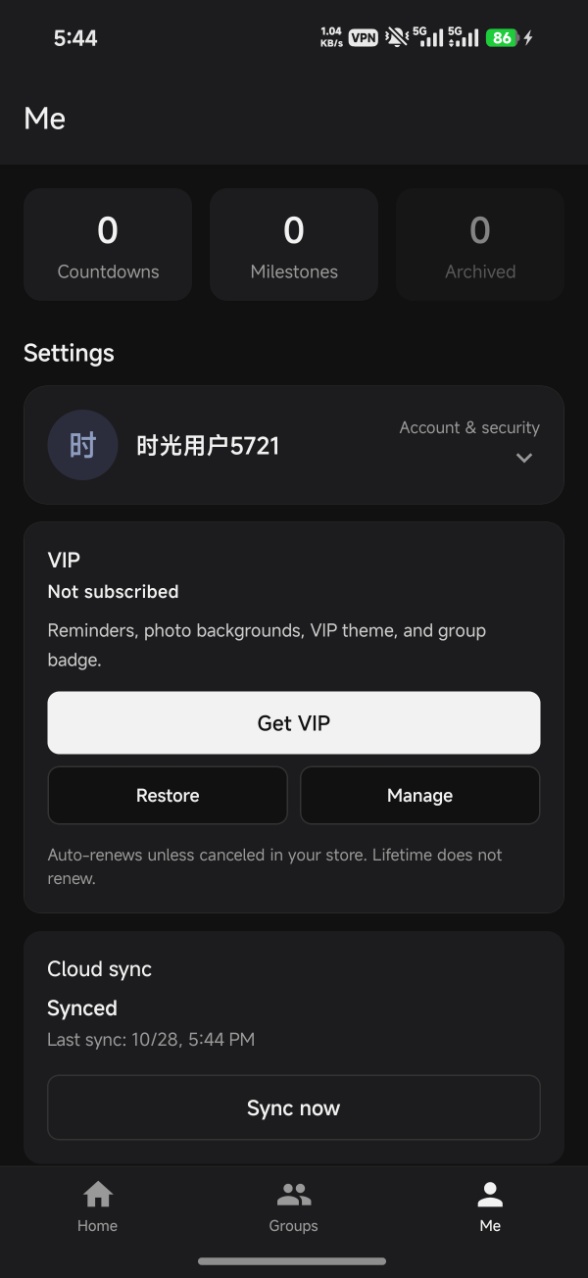 5:44
1.04
KB/s
VPN
5G
5G
86
Me
0
0
0
Countdowns
Milestones
Archived
Settings
时
时光用户5721
Account & security
VIP
Not subscribed
Reminders, photo backgrounds, VIP theme, and group
badge.
Get VIP
Restore
Manage
Auto-renews unless canceled in your store. Lifetime does not
renew.
Cloud sync
Synced
Last sync: 10/28, 5:44 PM
Sync now
Home
Groups
Me